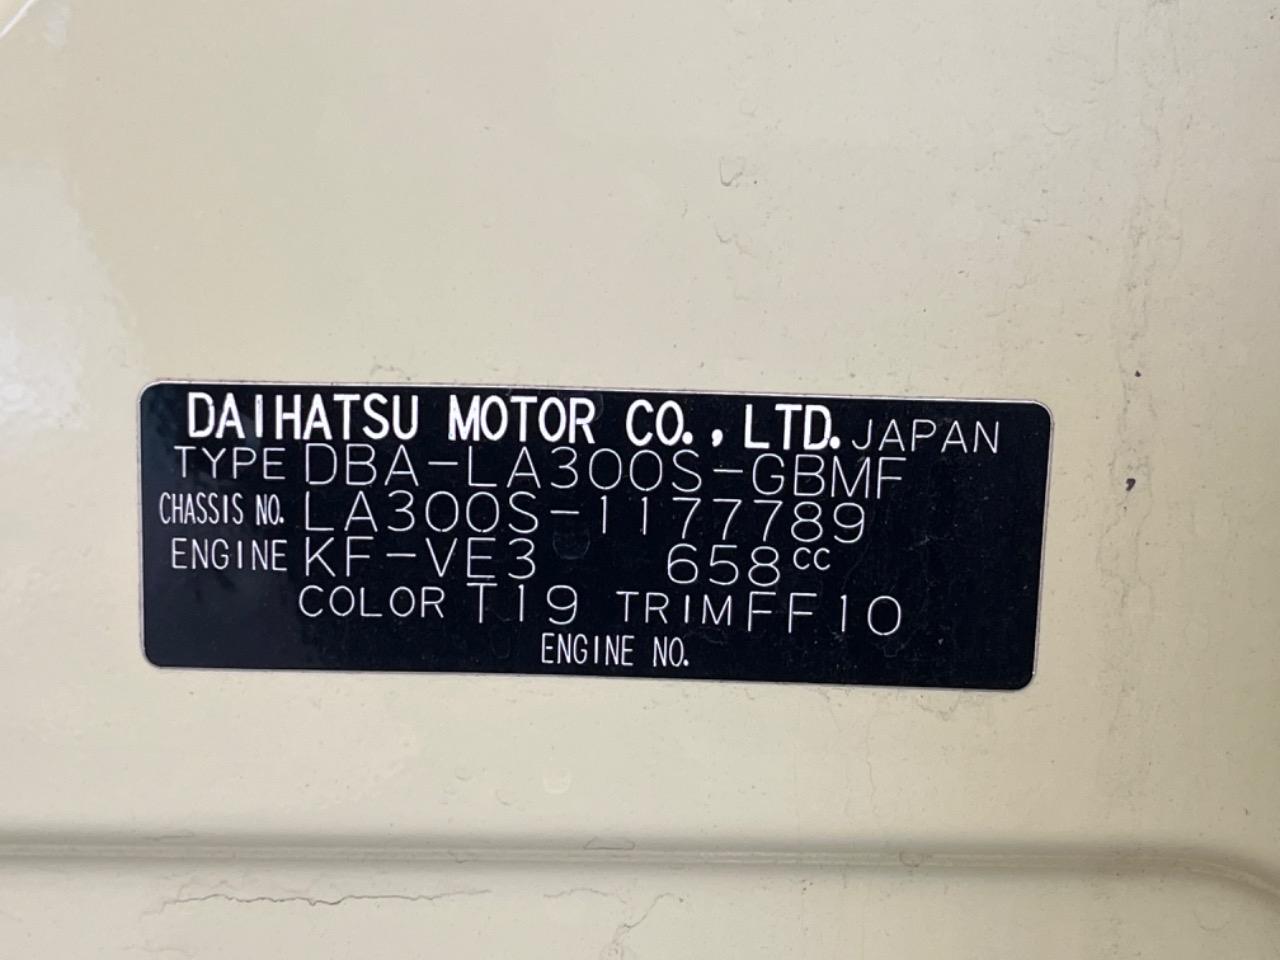 DAIHATSU MOTOR CO., LTD. JAPAN
TYPE DBA-LA300S-GBMF
CHASSIS NO. LA300S-1177789
ENGINE KF-VE3 658cc
COLOR T19 TRIM FF10
ENGINE NO.